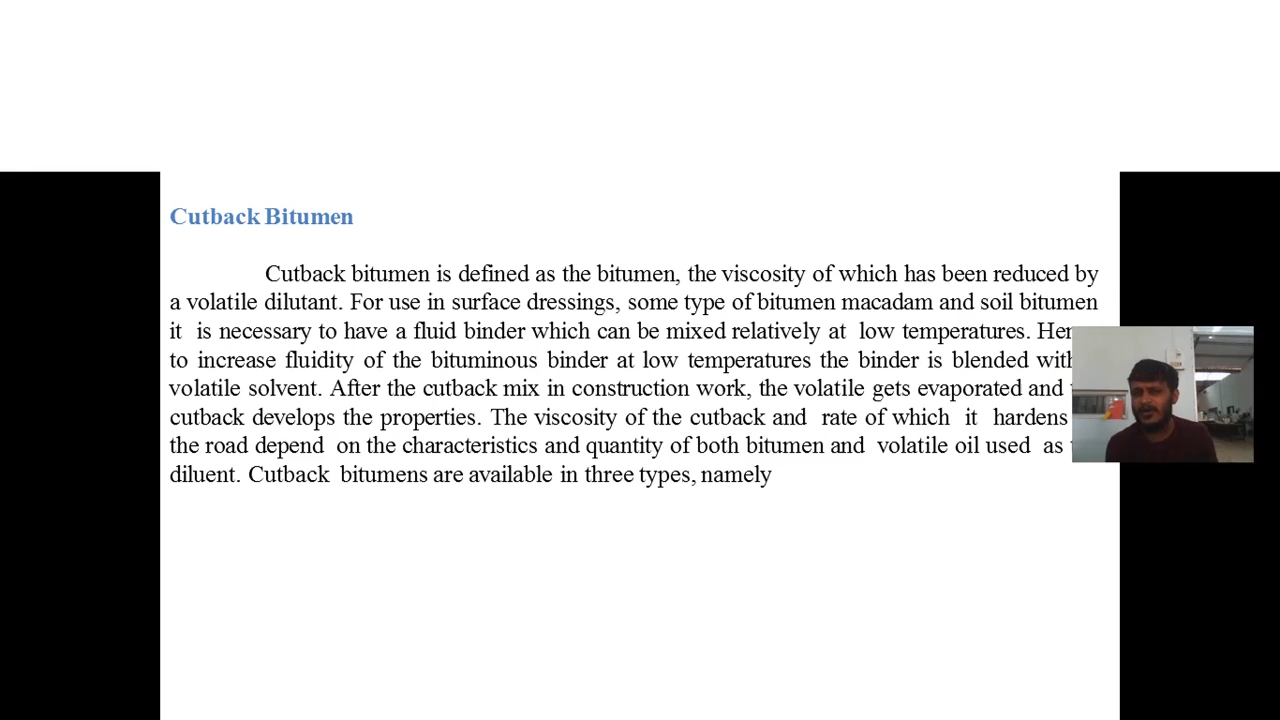 Cutback Bitumen
Cutback bitumen is defined as the bitumen, the viscosity of which has been reduced by
a volatile dilutant. For use in surface dressings, some type of bitumen macadam and soil bitumen
it is necessary to have a fluid binder which can be mixed relatively at low temperatures.
to increase fluidity of the bituminous binder at low temperatures the binder is blended with
volatile solvent. After the cutback mix in construction work, the volatile gets evaporated and
cutback develops the properties. The viscosity of the cutback and rate of which it hardens
the road depend on the characteristics and quantity of both bitumen and volatile oil used as
diluent. Cutback bitumens are available in three types, namely